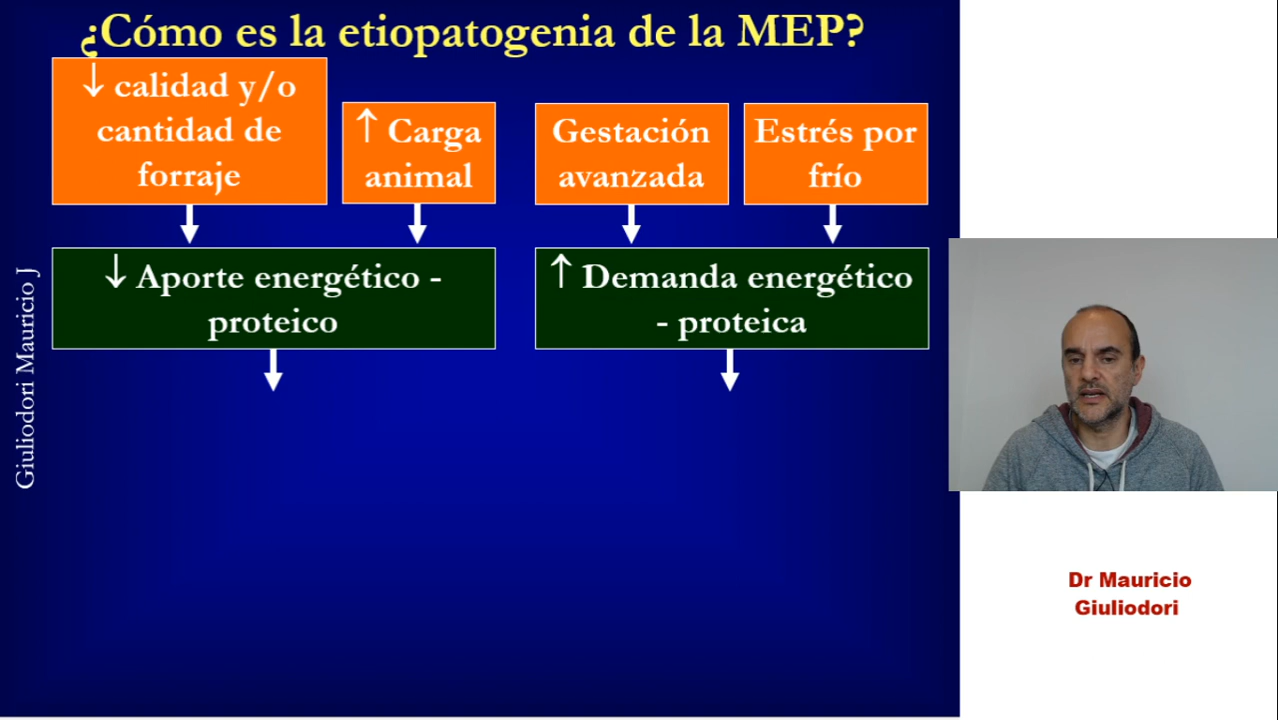 ¿Cómo es la etiopatogenia de la MEP?
↓ calidad y/o
cantidad de
forraje
↑ Carga
animal
Gestación
avanzada
Estrés por
frío
↓ Aporte energético -
proteico
↑ Demanda energético
- proteica
Giuliodori Mauricio J
Dr Mauricio
Giuliodori